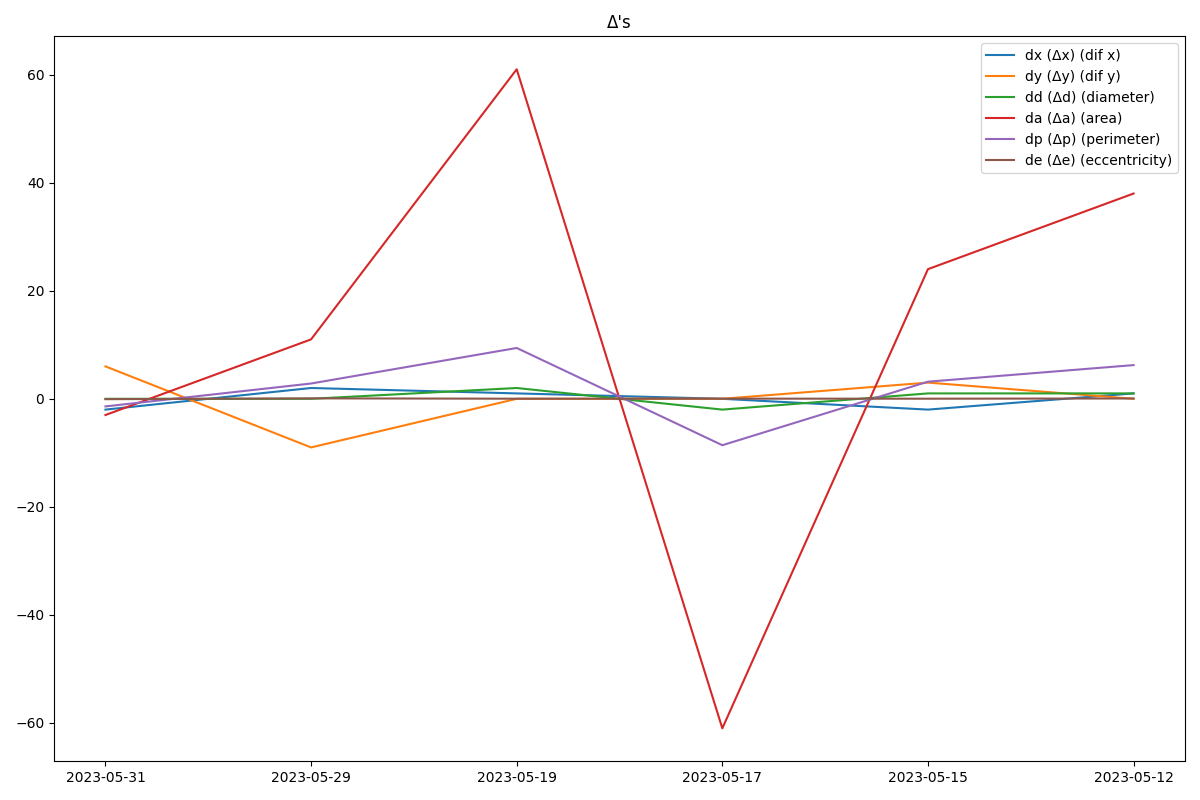 Δ's
dx (Δx) (dif x)
dy (Δy) (dif y)
dd (Δd) (diameter)
da (Δa) (area)
dp (Δp) (perimeter)
de (Δe) (eccentricity)
60
40
20
0
−20
−40
−60
2023-05-31 2023-05-29 2023-05-19 2023-05-17 2023-05-15 2023-05-12